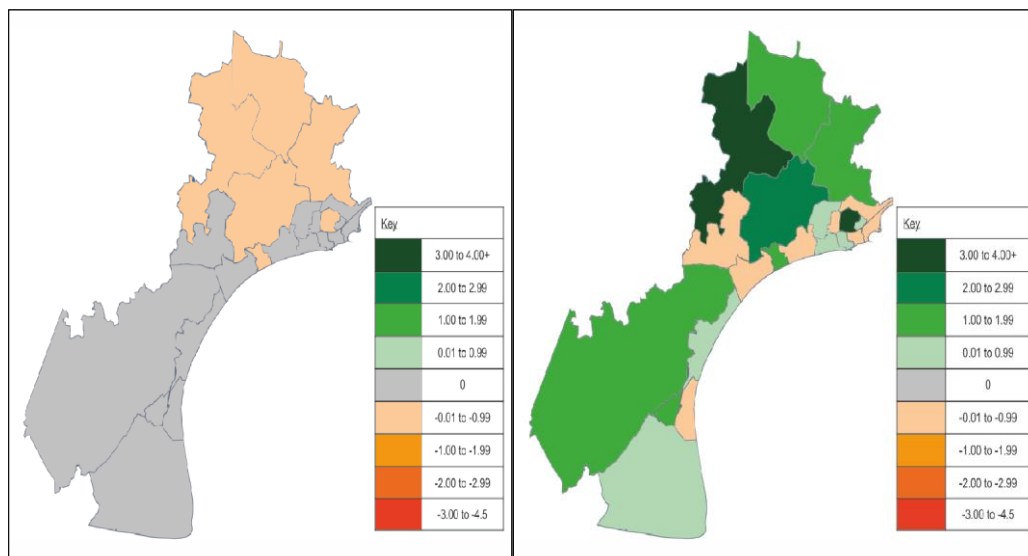 Key
3.00 to 4.00+
2.00 to 2.99
1.00 to 1.99
0.01 to 0.99
0
-0.01 to -0.99
-1.00 to -1.99
-2.00 to -2.99
-3.00 to -4.5
Key
3.00 to 4.00+
2.00 to 2.99
1.00 to 1.99
0.01 to 0.99
0
-0.01 to -0.99
-1.00 to -1.99
-2.00 to -2.99
-3.00 to -4.5